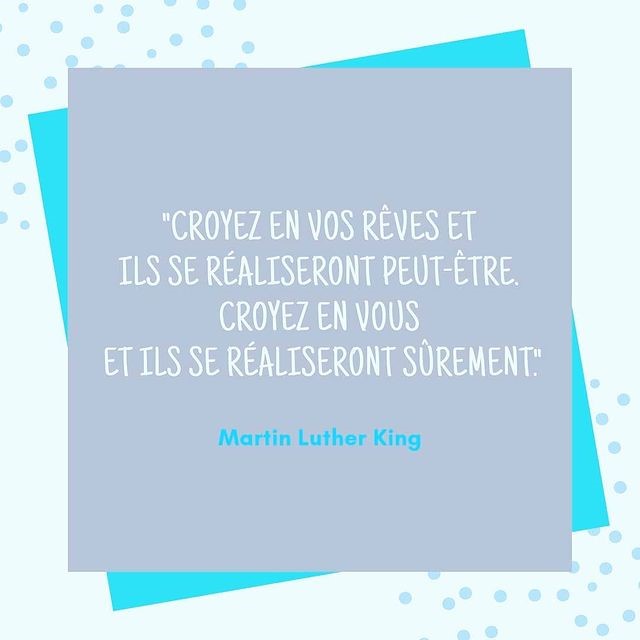 "CROYEZ EN VOS RÊVES ET
ILS SE RÉALISERONT PEUT-ÊTRE.
CROYEZ EN VOUS
ET ILS SE RÉALISERONT SÛREMENT."
Martin Luther King